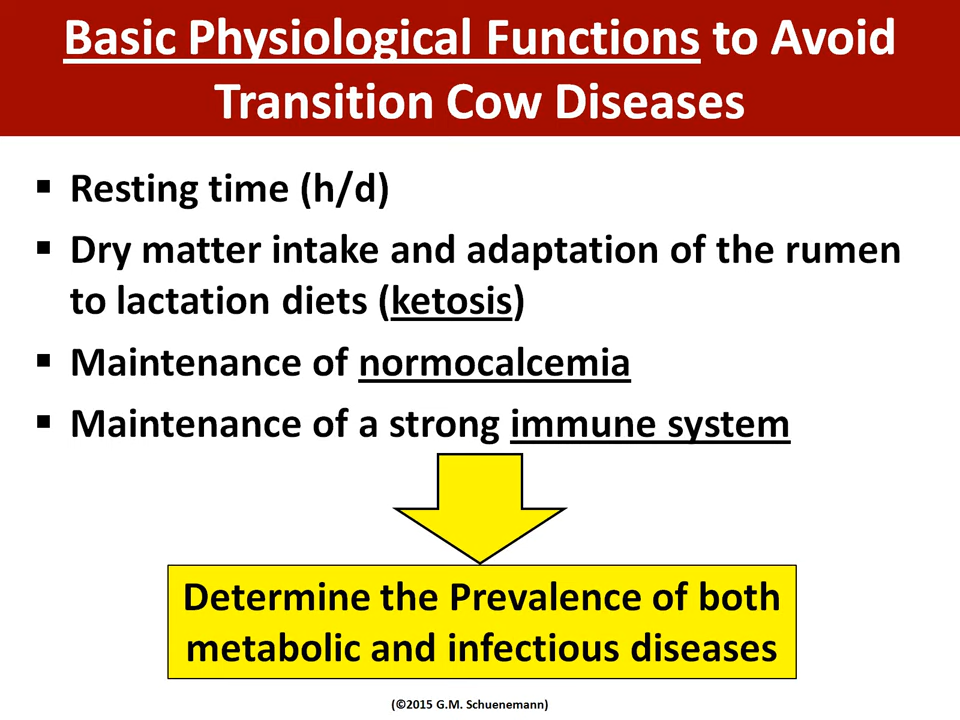 Basic Physiological Functions to Avoid
Transition Cow Diseases
▪ Resting time (h/d)
▪ Dry matter intake and adaptation of the rumen
to lactation diets (ketosis)
▪ Maintenance of normocalcemia
▪ Maintenance of a strong immune system
Determine the Prevalence of both
metabolic and infectious diseases
(©2015 G.M. Schuenemann)